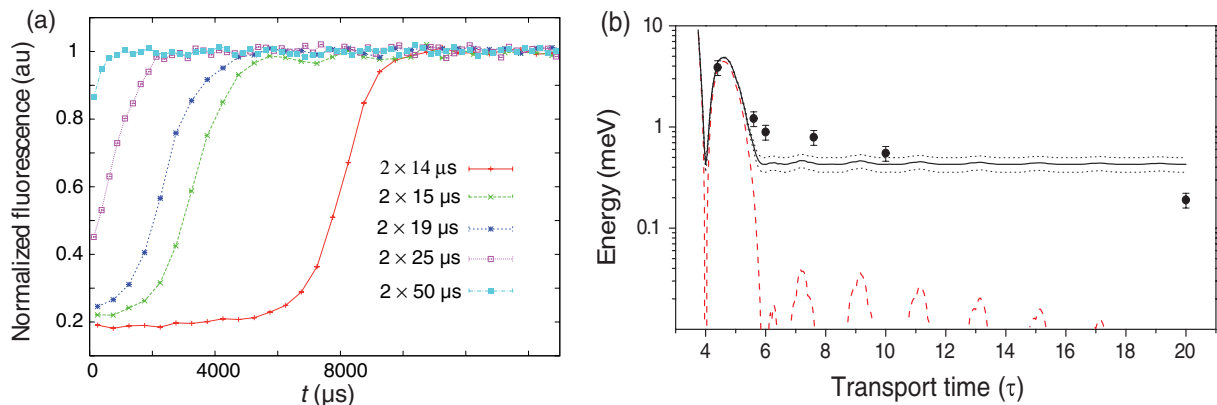 (a)
Normalized fluorescence (au)
1
0.8
0.6
0.4
0.2
0
4000
8000
t (μs)
2 × 14 μs
2 × 15 μs
2 × 19 μs
2 × 25 μs
2 × 50 μs
(b)
Energy (meV)
10
1
0.1
4
6
8
10
12
14
16
18
20
Transport time (τ)